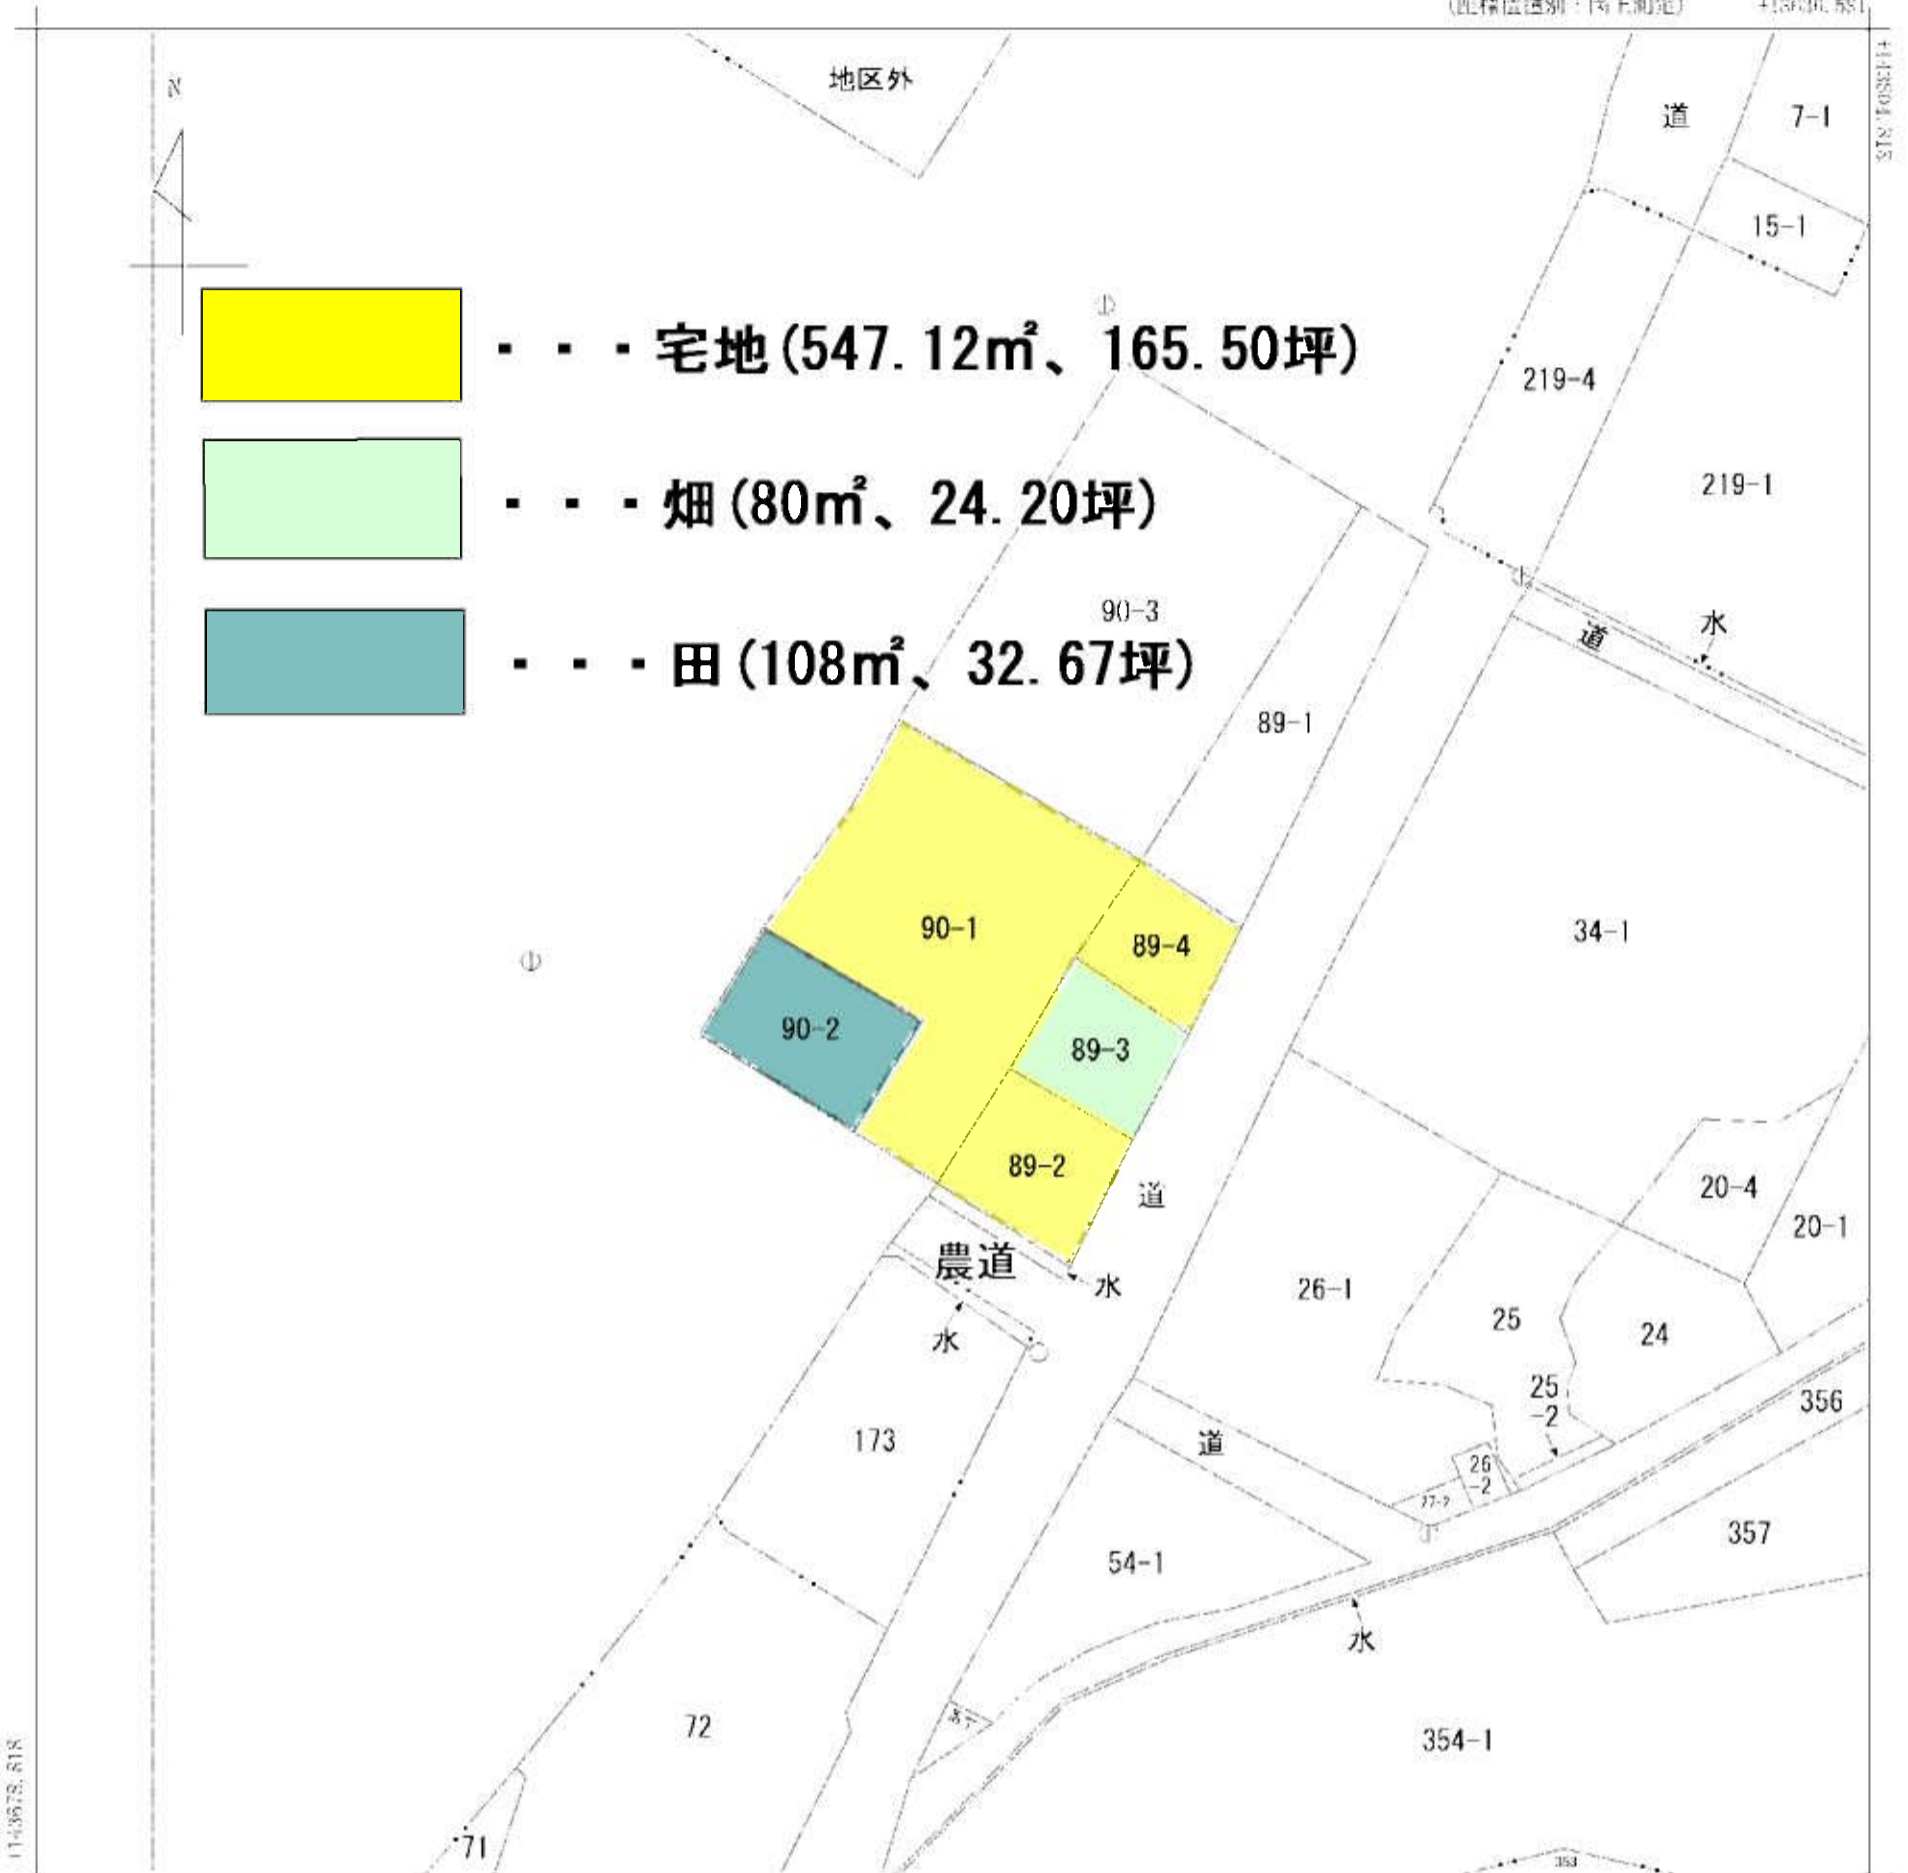 N
地区外
道
7-1
15-1
・・・宅地(547.12㎡、165.50坪)
219-4
219-1
・・・畑(80㎡、24.20坪)
90-3
水
道
・・・田(108㎡、32.67坪)
89-1
90-1
89-4
34-1
90-2
89-3
89-2
道
20-4
20-1
農道
水
26-1
水
25
24
25
-2
356
173
道
26
-2
27-2
357
54-1
水
72
354-1
71
353